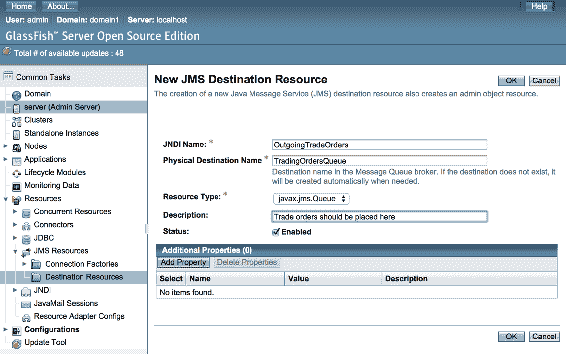 Home About... Help
User: admin Domain: domain1 Server: localhost
GlassFish™ Server Open Source Edition
Total # of available updates : 48
Common Tasks
Domain
server (Admin Server)
Clusters
Standalone Instances
Nodes
Applications
Lifecycle Modules
Monitoring Data
Resources
Concurrent Resources
Connectors
JDBC
JMS Resources
Connection Factories
Destination Resources
JNDI
JavaMail Sessions
Resource Adapter Configs
Configurations
Update Tool
New JMS Destination Resource
OK Cancel
The creation of a new Java Message Service (JMS) destination resource also creates an admin object resource.
JNDI Name: * OutgoingTradeOrders
Physical Destination Name * TradingOrdersQueue
Destination name in the Message Queue broker. If the destination does not exist, it
will be created automatically when needed.
Resource Type: * javax.jms.Queue
Description: Trade orders should be placed here
Status: Enabled
Additional Properties (0)
Add Property Delete Properties
Select Name Value Description
No items found.
OK Cancel